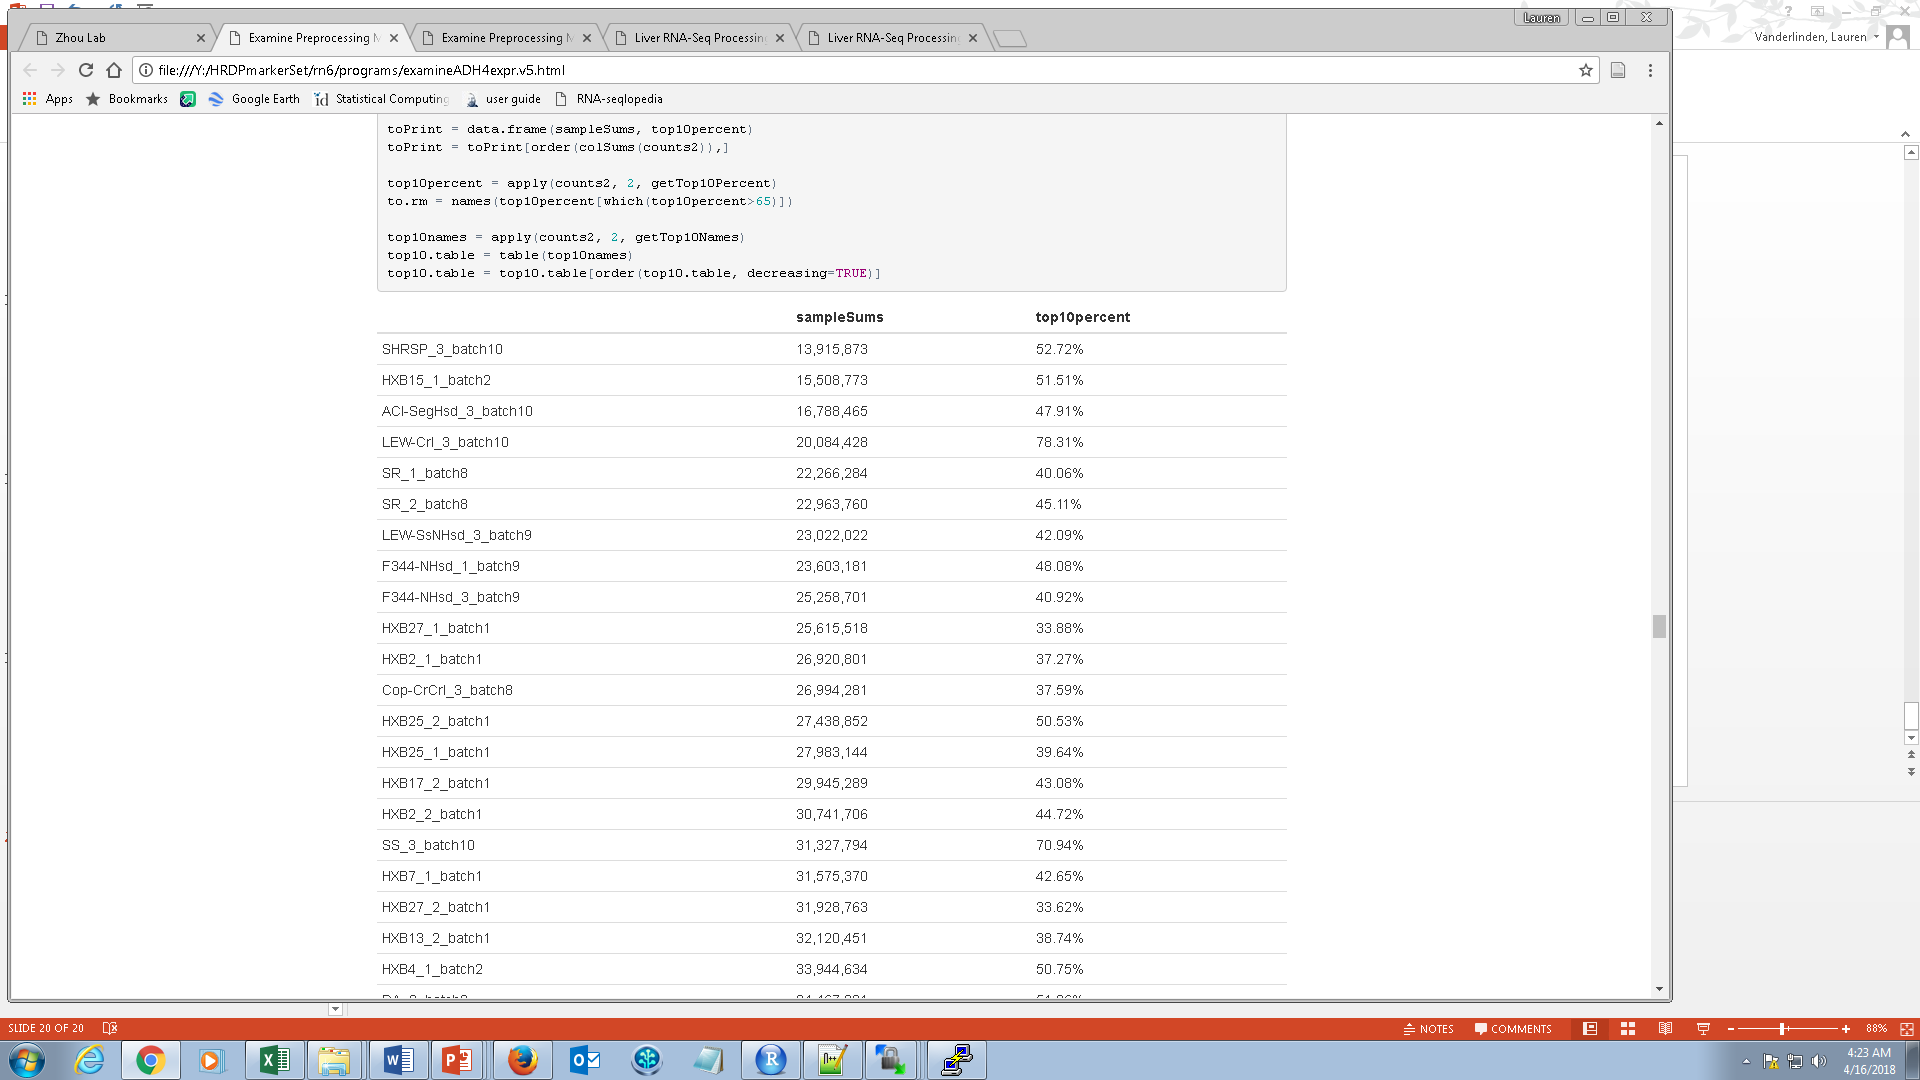 Lauren
Zhou Lab
Examine Preprocessing M
Examine Preprocessing M
Liver RNA-Seq Processing
Liver RNA-Seq Processing
Vanderlinden, Lauren
file:///Y:/HRDPmarkerSet/rn6/programs/examineADH4expr.v5.html
Apps Bookmarks Google Earth Statistical Computing user guide RNA-seqlopedia
toPrint = data.frame(sampleSums, top10percent)
toPrint = toPrint[order(colSums(counts2)),]
top10percent = apply(counts2, 2, getTop10Percent)
to.rm = names(top10percent[which(top10percent>65)])
top10names = apply(counts2, 2, getTop10Names)
top10.table = table(top10names)
top10.table = top10.table[order(top10.table, decreasing=TRUE)]
sampleSums top10percent
SHRSP_3_batch10 13,915,873 52.72%
HXB15_1_batch2 15,508,773 51.51%
ACI-SegHsd_3_batch10 16,788,465 47.91%
LEW-Crl_3_batch10 20,084,428 78.31%
SR_1_batch8 22,266,284 40.06%
SR_2_batch8 22,963,760 45.11%
LEW-SsNHsd_3_batch9 23,022,022 42.09%
F344-NHsd_1_batch9 23,603,181 48.08%
F344-NHsd_3_batch9 25,258,701 40.92%
HXB27_1_batch1 25,615,518 33.88%
HXB2_1_batch1 26,920,801 37.27%
Cop-CrCrl_3_batch8 26,994,281 37.59%
HXB25_2_batch1 27,438,852 50.53%
HXB25_1_batch1 27,983,144 39.64%
HXB17_2_batch1 29,945,289 43.08%
HXB2_2_batch1 30,741,706 44.72%
SS_3_batch10 31,327,794 70.94%
HXB7_1_batch1 31,575,370 42.65%
HXB27_2_batch1 31,928,763 33.62%
HXB13_2_batch1 32,120,451 38.74%
HXB4_1_batch2 33,944,634 50.75%
SLIDE 20 OF 20 NOTES COMMENTS 88%
4:23 AM
4/16/2018